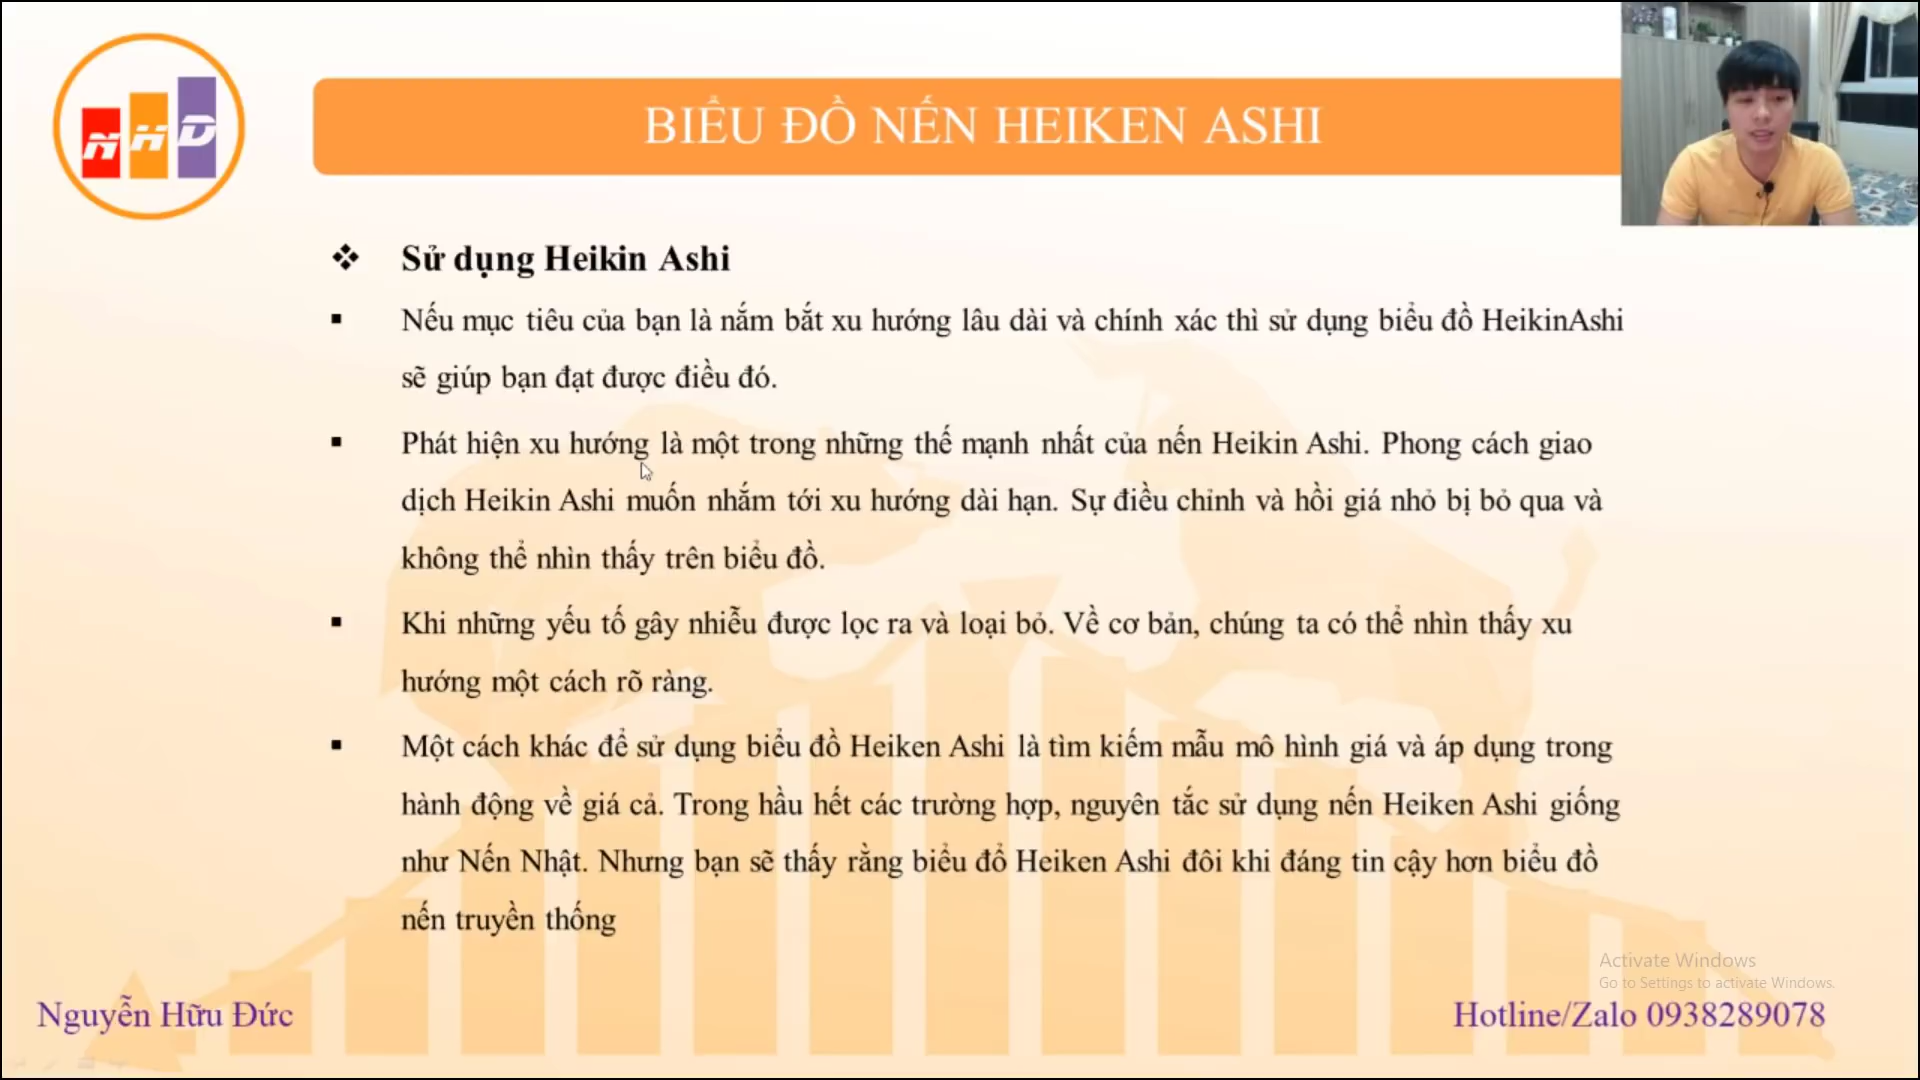 NHD
BIỂU ĐỒ NẾN HEIKEN ASHI
❖ Sử dụng Heikin Ashi
▪ Nếu mục tiêu của bạn là nắm bắt xu hướng lâu dài và chính xác thì sử dụng biểu đồ HeikinAshi
sẽ giúp bạn đạt được điều đó.
▪ Phát hiện xu hướng là một trong những thế mạnh nhất của nến Heikin Ashi. Phong cách giao
dịch Heikin Ashi muốn nhắm tới xu hướng dài hạn. Sự điều chỉnh và hồi giá nhỏ bị bỏ qua và
không thể nhìn thấy trên biểu đồ.
▪ Khi những yếu tố gây nhiễu được lọc ra và loại bỏ. Về cơ bản, chúng ta có thể nhìn thấy xu
hướng một cách rõ ràng.
▪ Một cách khác để sử dụng biểu đồ Heiken Ashi là tìm kiếm mẫu mô hình giá và áp dụng trong
hành động về giá cả. Trong hầu hết các trường hợp, nguyên tắc sử dụng nến Heiken Ashi giống
như Nến Nhật. Nhưng bạn sẽ thấy rằng biểu đổ Heiken Ashi đôi khi đáng tin cậy hơn biểu đồ
nến truyền thống
Activate Windows
Go to Settings to activate Windows.
Nguyễn Hữu Đức
Hotline/Zalo 0938289078